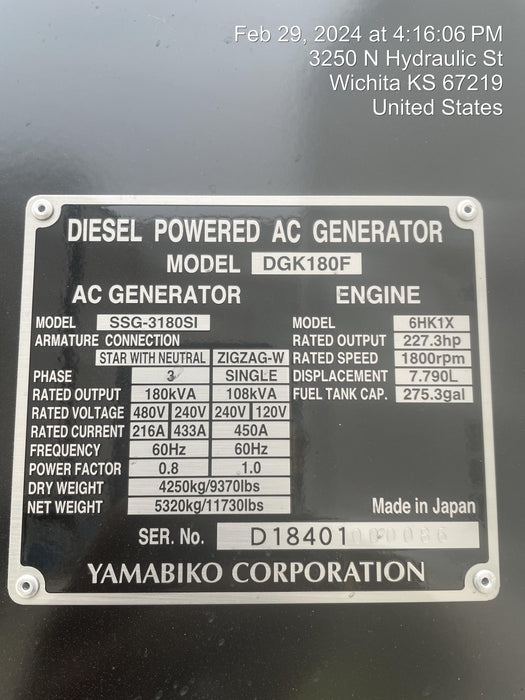 Feb 29, 2024 at 4:16:06 PM
3250 N Hydraulic St
Wichita KS 67219
United States
DIESEL POWERED AC GENERATOR
MODEL DGK180F
AC GENERATOR ENGINE
MODEL SSG-3180SI MODEL 6HK1X
ARMATURE CONNECTION RATED OUTPUT 227.3hp
STAR WITH NEUTRAL ZIGZAG-W RATED SPEED 1800rpm
PHASE 3 SINGLE DISPLACEMENT 7.790L
RATED OUTPUT 180kVA 108kVA FUEL TANK CAP. 275.3gal
RATED VOLTAGE 480V 240V 240V 120V
RATED CURRENT 216A 433A 450A
FREQUENCY 60Hz 60Hz
POWER FACTOR 0.8 1.0
DRY WEIGHT 4250kg/9370lbs
NET WEIGHT 5320kg/11730lbs
Made in Japan
SER. No. D18401000086
YAMABIKO CORPORATION